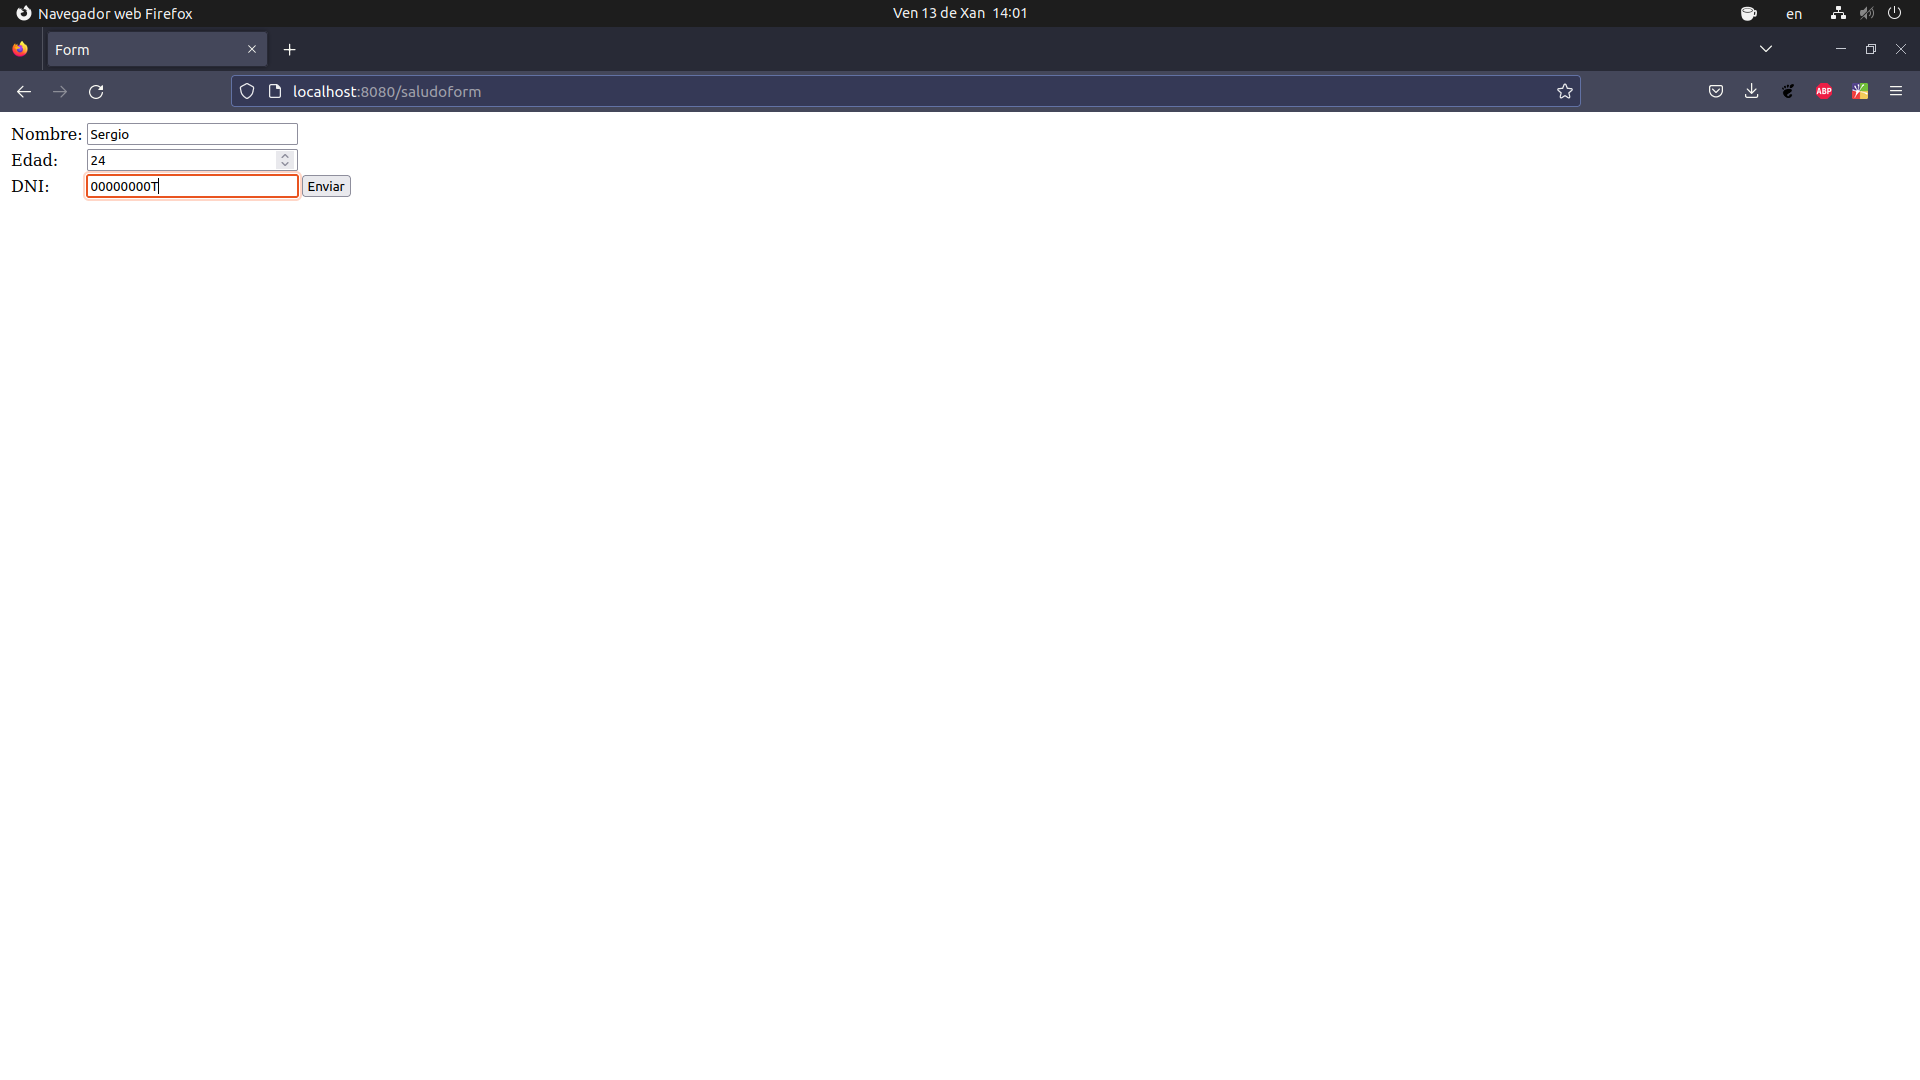 Navegador web Firefox Ven 13 de Xan 14:01 en
Form
localhost:8080/saludoform ABP
Nombre: Sergio
Edad: 24
DNI: 00000000T Enviar